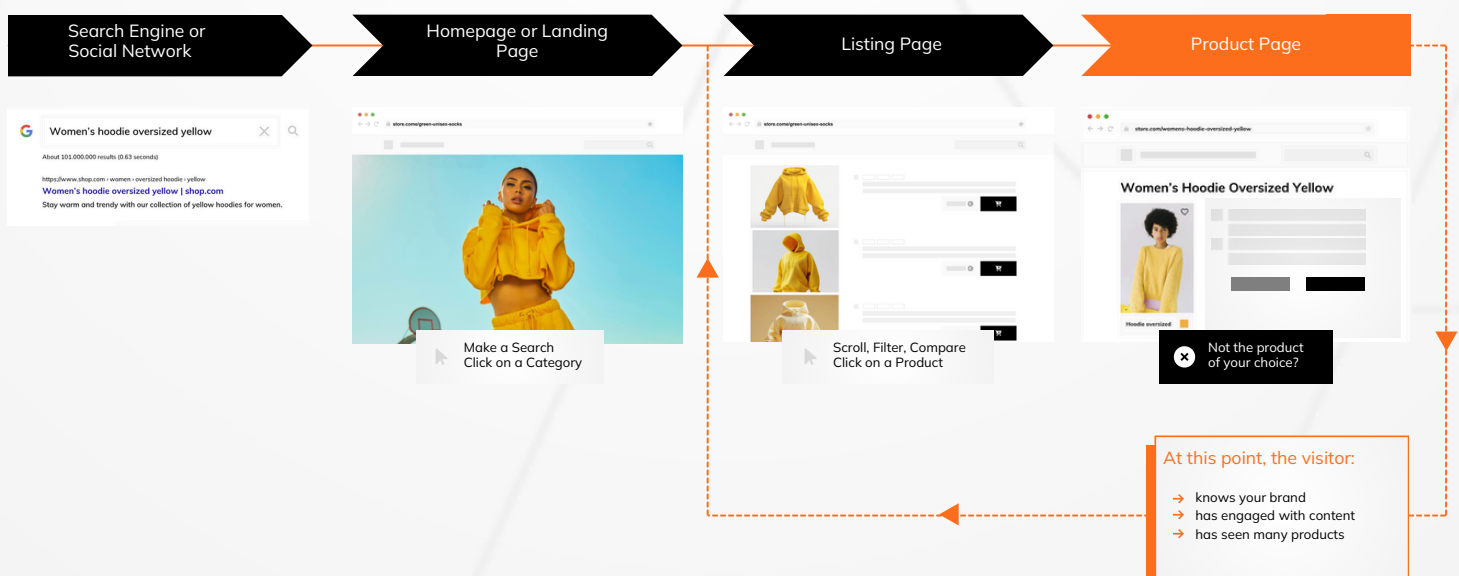 Search Engine or
Social Network
Homepage or Landing
Page
Listing Page
Product Page
Women's hoodie oversized yellow
About 101.000.000 results (0.63 seconds)
https://www.shop.com › women › oversized hoodie › yellow
Women's hoodie oversized yellow | shop.com
Stay warm and trendy with our collection of yellow hoodies for women.
store.come/green-unisex-socks
Make a Search
Click on a Category
store.come/green-unisex-socks
Scroll, Filter, Compare
Click on a Product
store.com/womens-hoodie-oversized-yellow
Women's Hoodie Oversized Yellow
Hoodie oversized
Not the product
of your choice?
At this point, the visitor:
→ knows your brand
→ has engaged with content
→ has seen many products